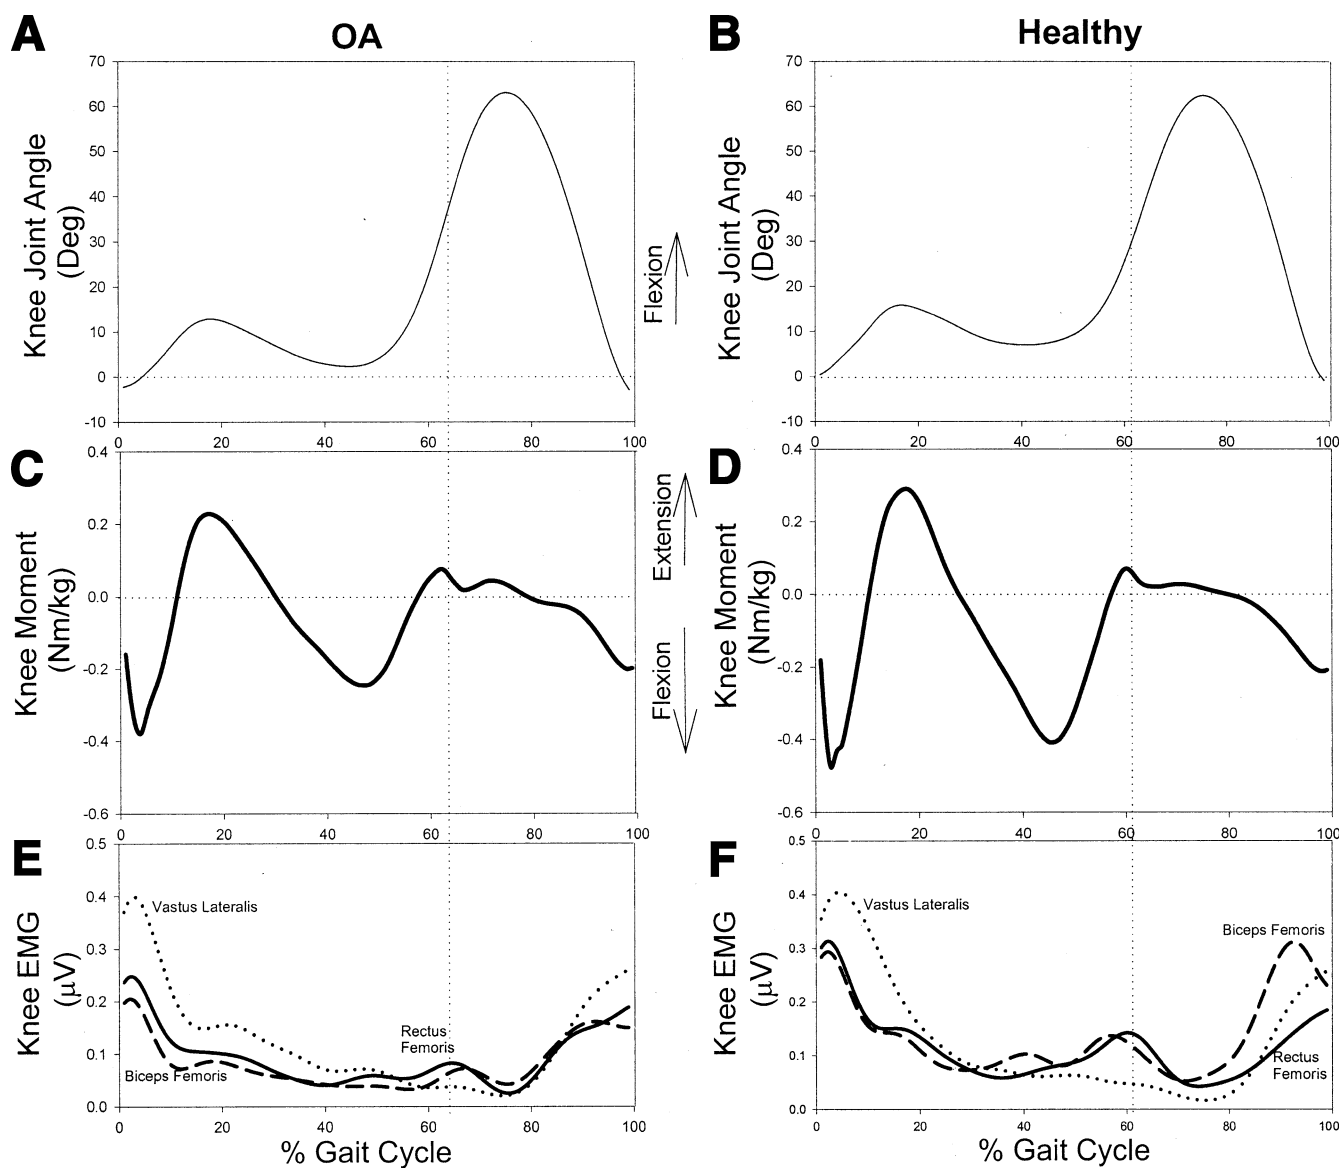 A
OA
B
Healthy
70
60
50
40
30
20
10
0
-10
Knee Joint Angle
(Deg)
0
20
40
60
80
100
Flexion
70
60
50
40
30
20
10
0
-10
Knee Joint Angle
(Deg)
0
20
40
60
80
100
C
0.4
0.2
0.0
-0.2
-0.4
-0.6
Knee Moment
(Nm/kg)
0
20
40
60
80
100
Extension
Flexion
D
0.4
0.2
0.0
-0.2
-0.4
-0.6
Knee Moment
(Nm/kg)
0
20
40
60
80
100
E
0.5
0.4
0.3
0.2
0.1
0.0
Knee EMG
(μV)
Vastus Lateralis
Rectus
Femoris
Biceps Femoris
0
20
40
60
80
100
% Gait Cycle
F
0.5
0.4
0.3
0.2
0.1
0.0
Knee EMG
(μV)
Vastus Lateralis
Biceps Femoris
Rectus
Femoris
0
20
40
60
80
100
% Gait Cycle